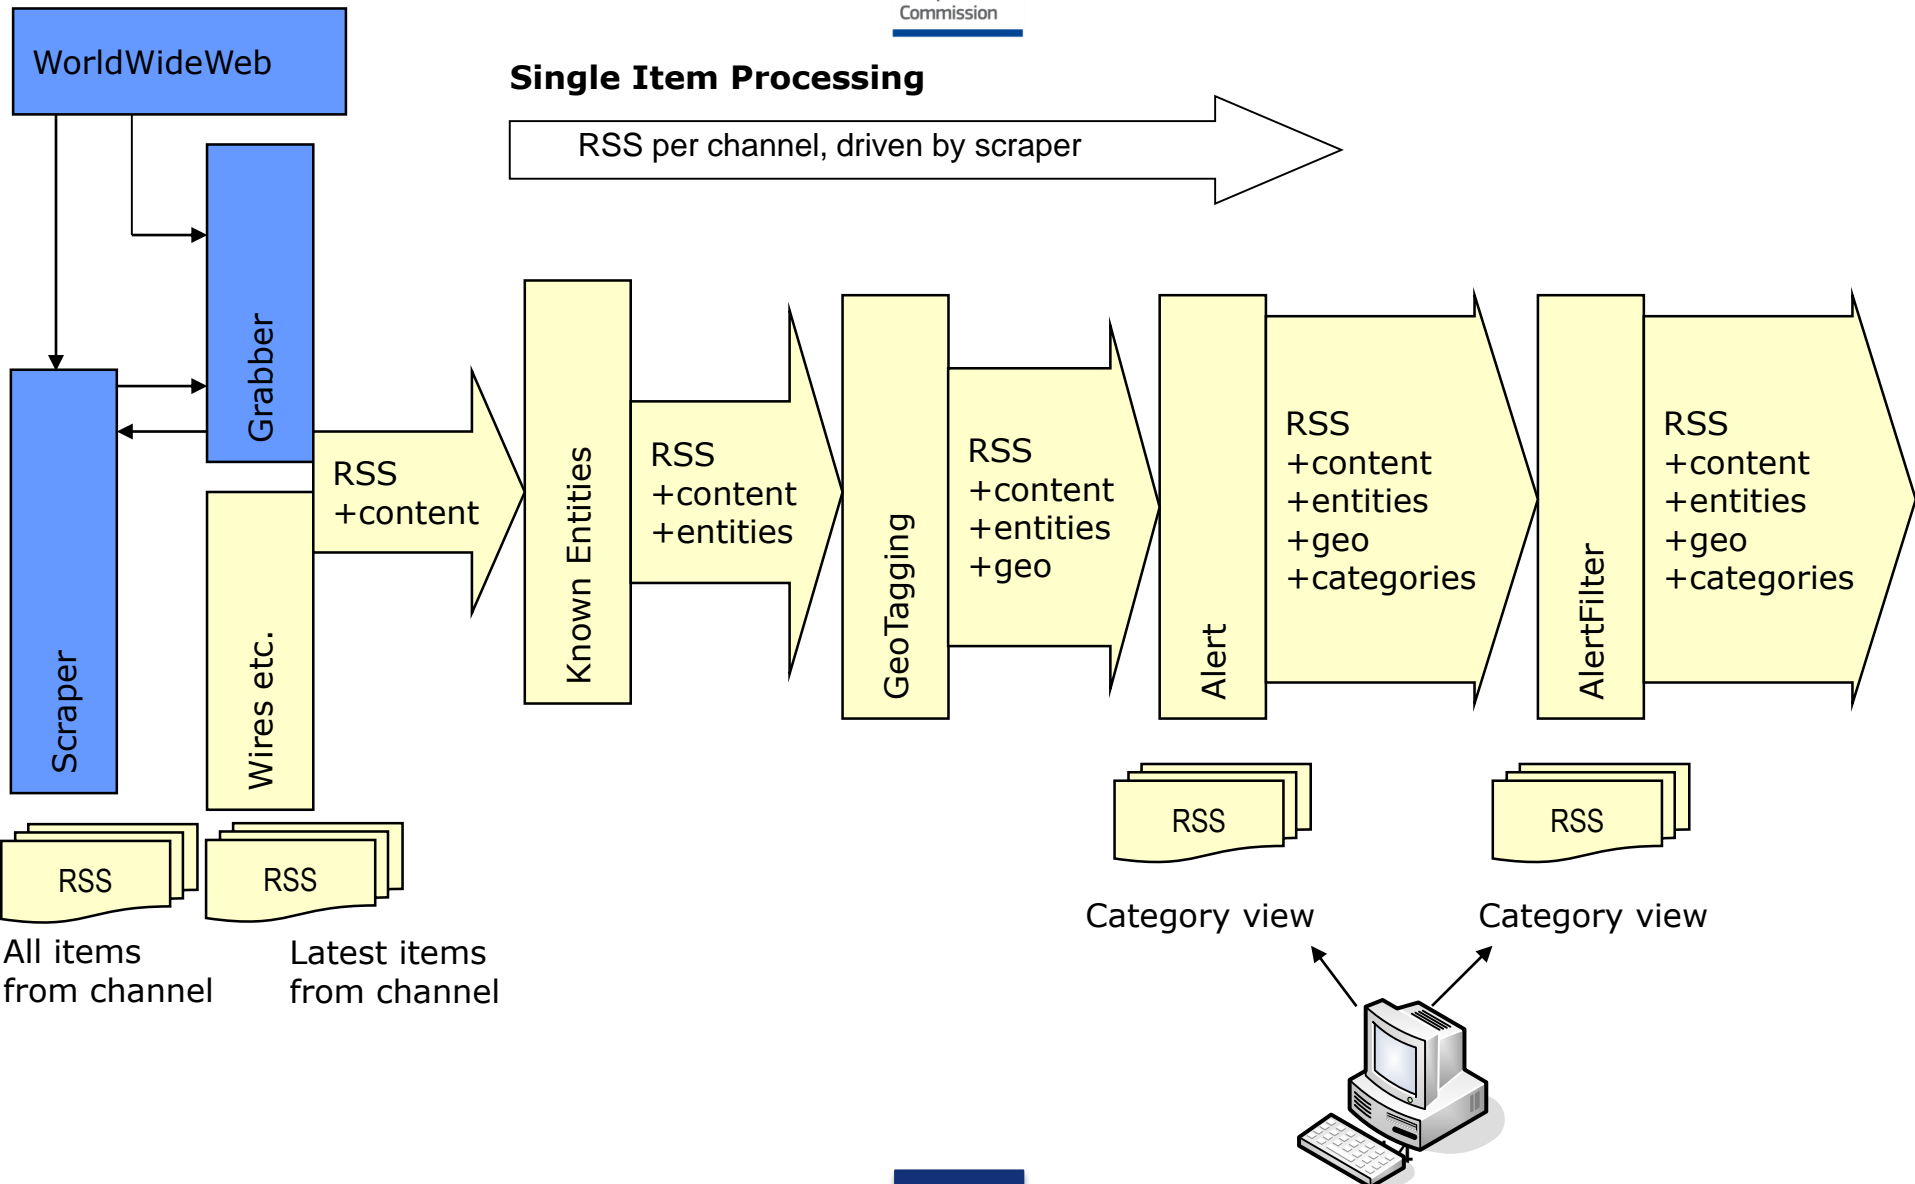 Commission
WorldWideWeb
Single Item Processing
RSS per channel, driven by scraper
Grabber
Scraper
Wires etc.
RSS
+content
Known Entities
RSS
+content
+entities
GeoTagging
RSS
+content
+entities
+geo
Alert
RSS
+content
+entities
+geo
+categories
AlertFilter
RSS
+content
+entities
+geo
+categories
RSS
All items
from channel
RSS
Latest items
from channel
RSS
Category view
RSS
Category view